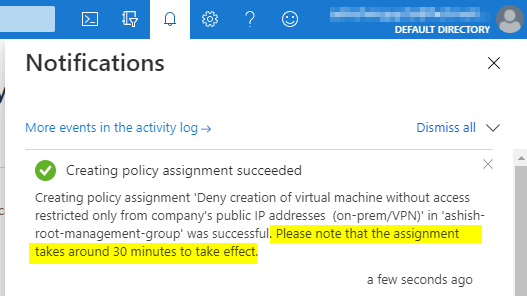 DEFAULT DIRECTORY
Notifications
More events in the activity log→
Dismiss all
Creating policy assignment succeeded
Creating policy assignment 'Deny creation of virtual machine without access
restricted only from company's public IP addresses (on-prem/VPN)' in 'ashish-
root-management-group' was successful. Please note that the assignment
takes around 30 minutes to take effect.
a few seconds ago